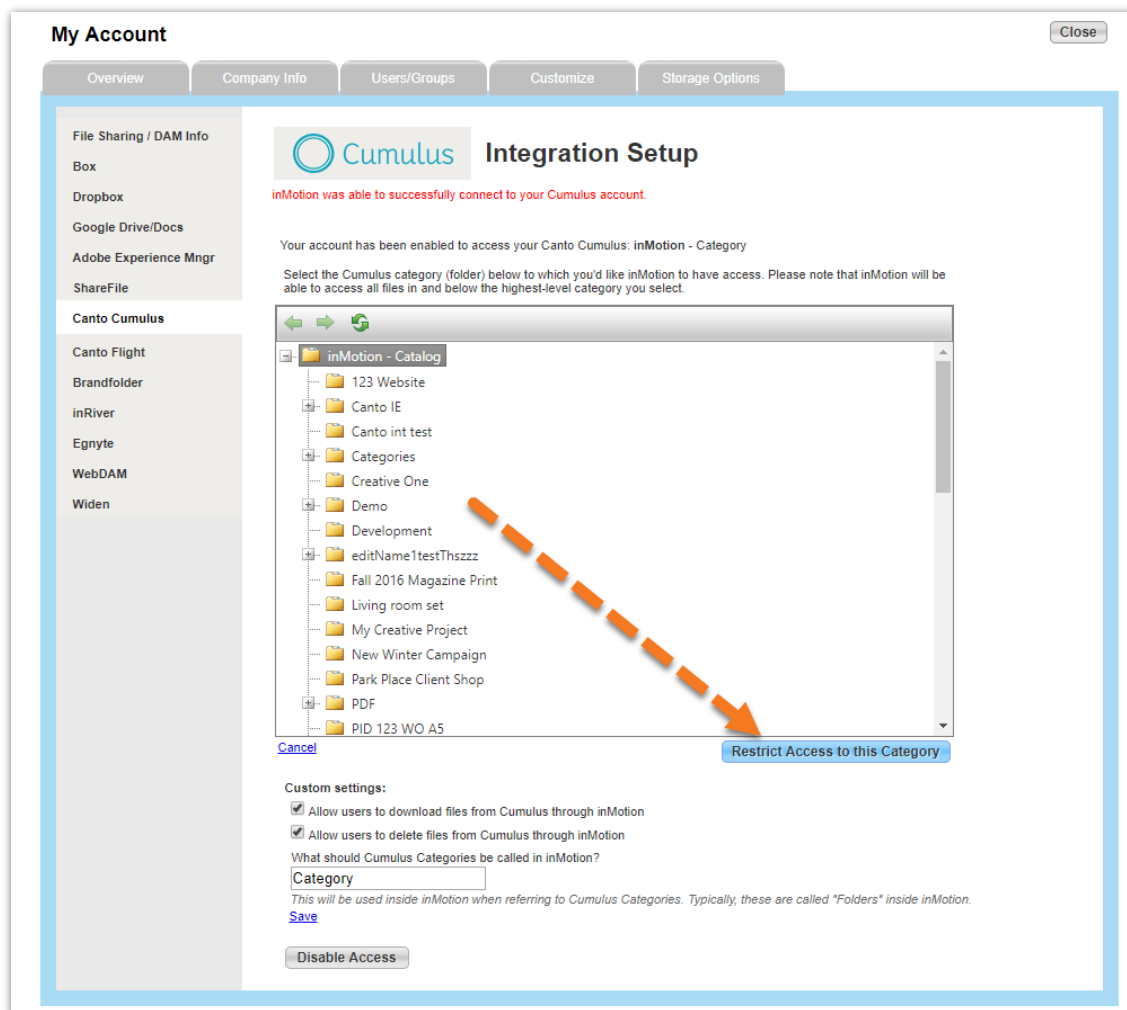 My Account
Close
Overview
Company Info
Users/Groups
Customize
Storage Options
File Sharing / DAM Info
Box
Dropbox
Google Drive/Docs
Adobe Experience Mngr
ShareFile
Canto Cumulus
Canto Flight
Brandfolder
inRiver
Egnyte
WebDAM
Widen
Cumulus Integration Setup
inMotion was able to successfully connect to your Cumulus account.
Your account has been enabled to access your Canto Cumulus: inMotion - Category
Select the Cumulus category (folder) below to which you'd like inMotion to have access. Please note that inMotion will be
able to access all files in and below the highest-level category you select.
inMotion - Catalog
123 Website
Canto IE
Canto int test
Categories
Creative One
Demo
Development
editName1testThszzz
Fall 2016 Magazine Print
Living room set
My Creative Project
New Winter Campaign
Park Place Client Shop
PDF
PID 123 WO A5
Cancel
Restrict Access to this Category
Custom settings:
Allow users to download files from Cumulus through inMotion
Allow users to delete files from Cumulus through inMotion
What should Cumulus Categories be called in inMotion?
Category
This will be used inside inMotion when referring to Cumulus Categories. Typically, these are called "Folders" inside inMotion.
Save
Disable Access